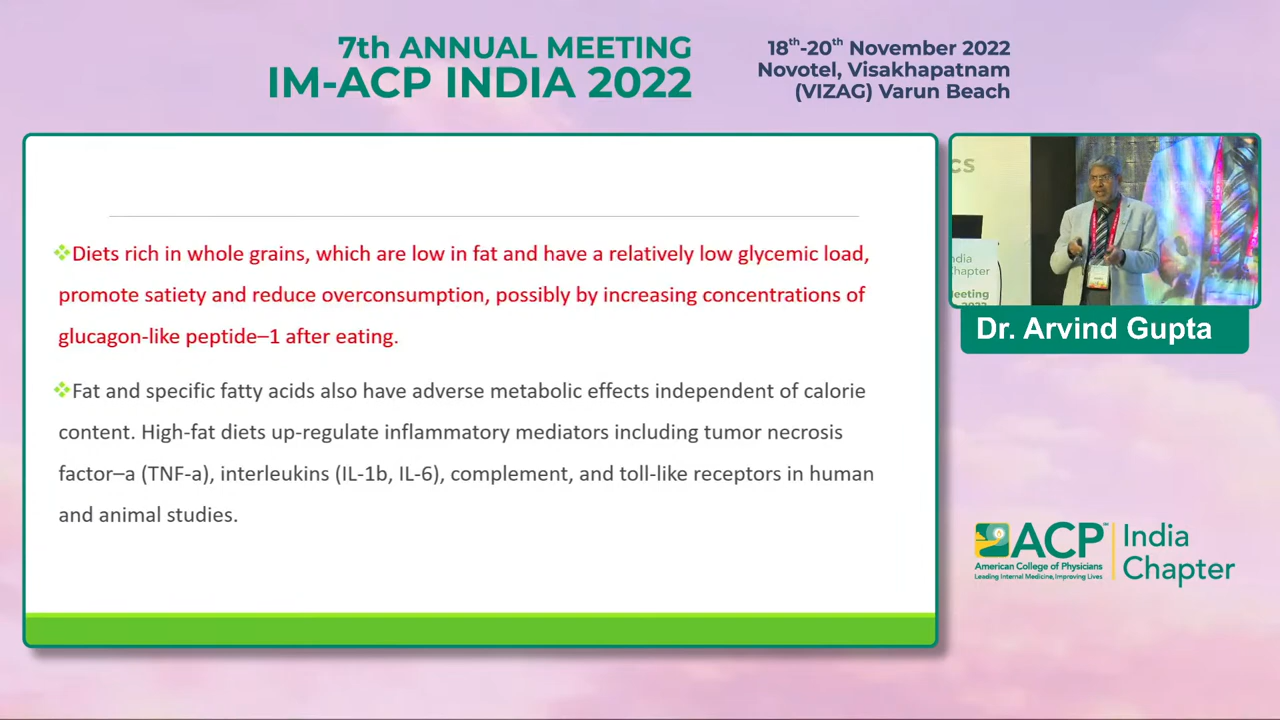 7th ANNUAL MEETING
IM-ACP INDIA 2022
18th-20th November 2022
Novotel, Visakhapatnam
(VIZAG) Varun Beach
Diets rich in whole grains, which are low in fat and have a relatively low glycemic load,
promote satiety and reduce overconsumption, possibly by increasing concentrations of
glucagon-like peptide–1 after eating.
Fat and specific fatty acids also have adverse metabolic effects independent of calorie
content. High-fat diets up-regulate inflammatory mediators including tumor necrosis
factor–a (TNF-a), interleukins (IL-1b, IL-6), complement, and toll-like receptors in human
and animal studies.
CS
ndia
Chapter
Meeting
Dr. Arvind Gupta
ACP
American College of Physicians
Leading Internal Medicine, Improving Lives
India
Chapter